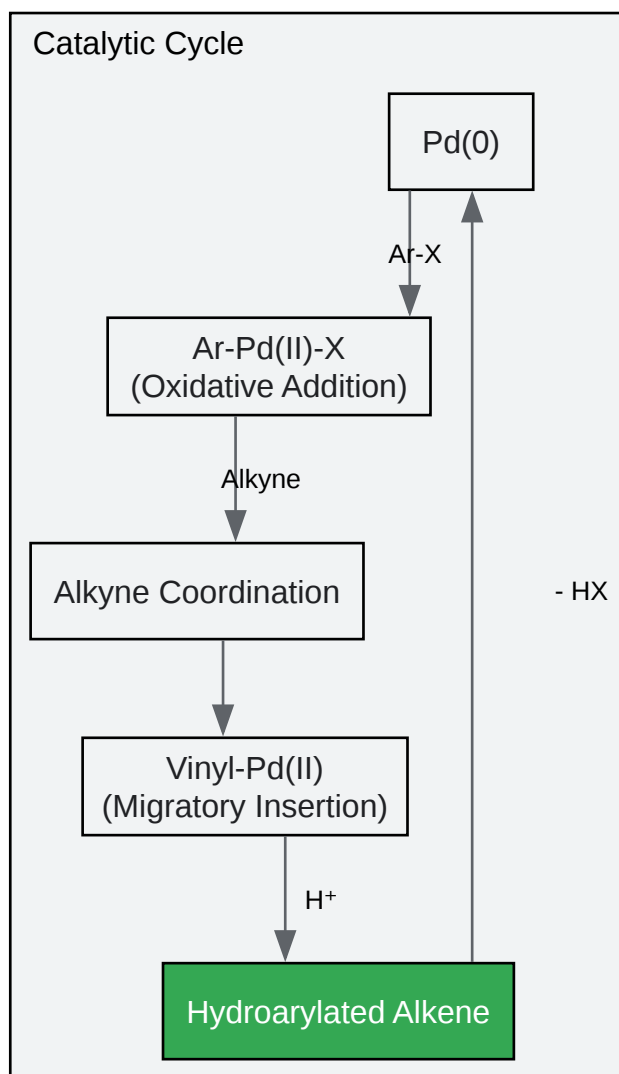 Catalytic Cycle
Pd(0)
Ar-X
Ar-Pd(II)-X
(Oxidative Addition)
Alkyne
Alkyne Coordination
- HX
Vinyl-Pd(II)
(Migratory Insertion)
H⁺
Hydroarylated Alkene